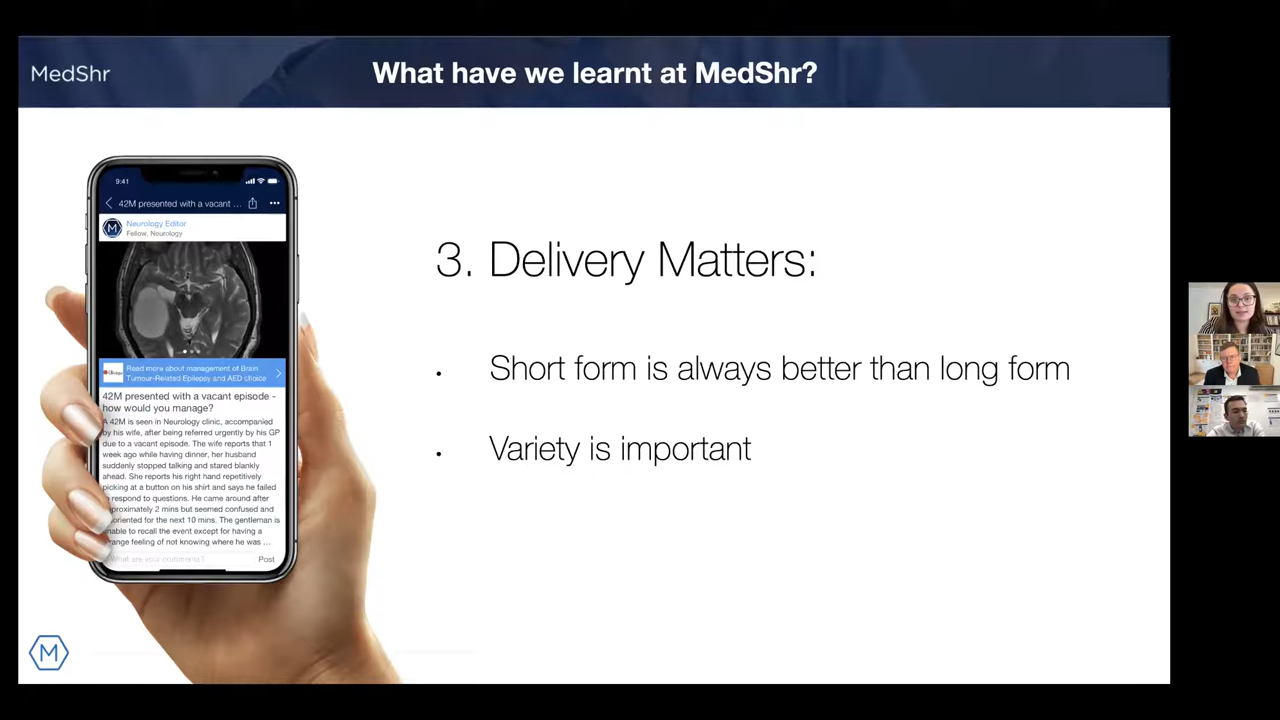 MedShr
What have we learnt at MedShr?
9:41
42M presented with a vacant ...
Neurology Editor
Fellow, Neurology
Read more about management of Brain
Tumour-Related Epilepsy and AED choice
42M presented with a vacant episode -
how would you manage?
A 42M is seen in Neurology clinic, accompanied
by his wife, after being referred urgently by his GP
due to a vacant episode. The wife reports that 1
week ago while having dinner, her husband
suddenly stopped talking and stared blankly
ahead. She reports his right hand repetitively
picking at a button on his shirt and says he failed
respond to questions. He came around after
proximately 2 mins but seemed confused and
oriented for the next 10 mins. The gentleman is
nable to recall the event except for having a
range feeling of not knowing where he was ...
What are your comments?
Post
3. Delivery Matters:
• Short form is always better than long form
• Variety is important
M